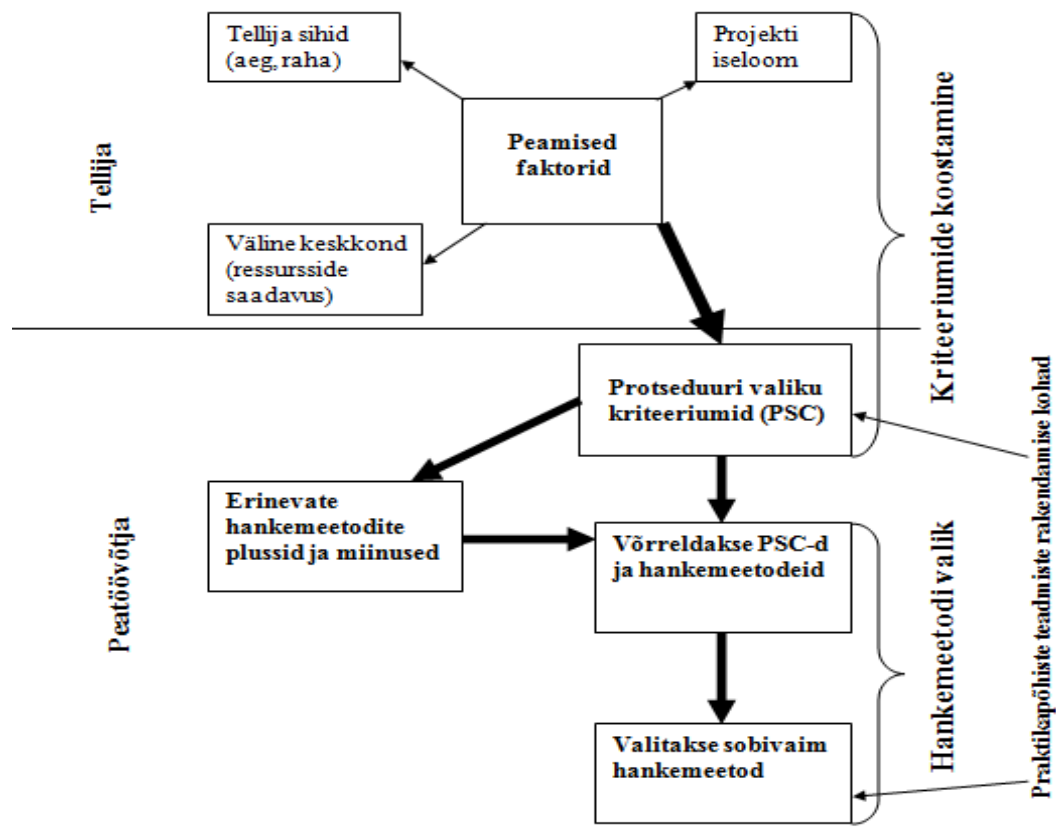 Tellija sihid
(aeg, raha)
Projekti
iseloom
Peamised
faktorid
Väline keskkond
(ressursside
saadavus)
Tellija
Kriteeriumide koostamine
Protseduuri valiku
kriteeriumid (PSC)
Erinevate
hankemeetodite
plussid ja miinused
Võrreldakse PSC-d
ja hankemeetodeid
Valitakse sobivaim
hankemeetod
Peatöövõtja
Hankemeetodi valik
Praktikapõhiste teadmiste rakendamise kohad